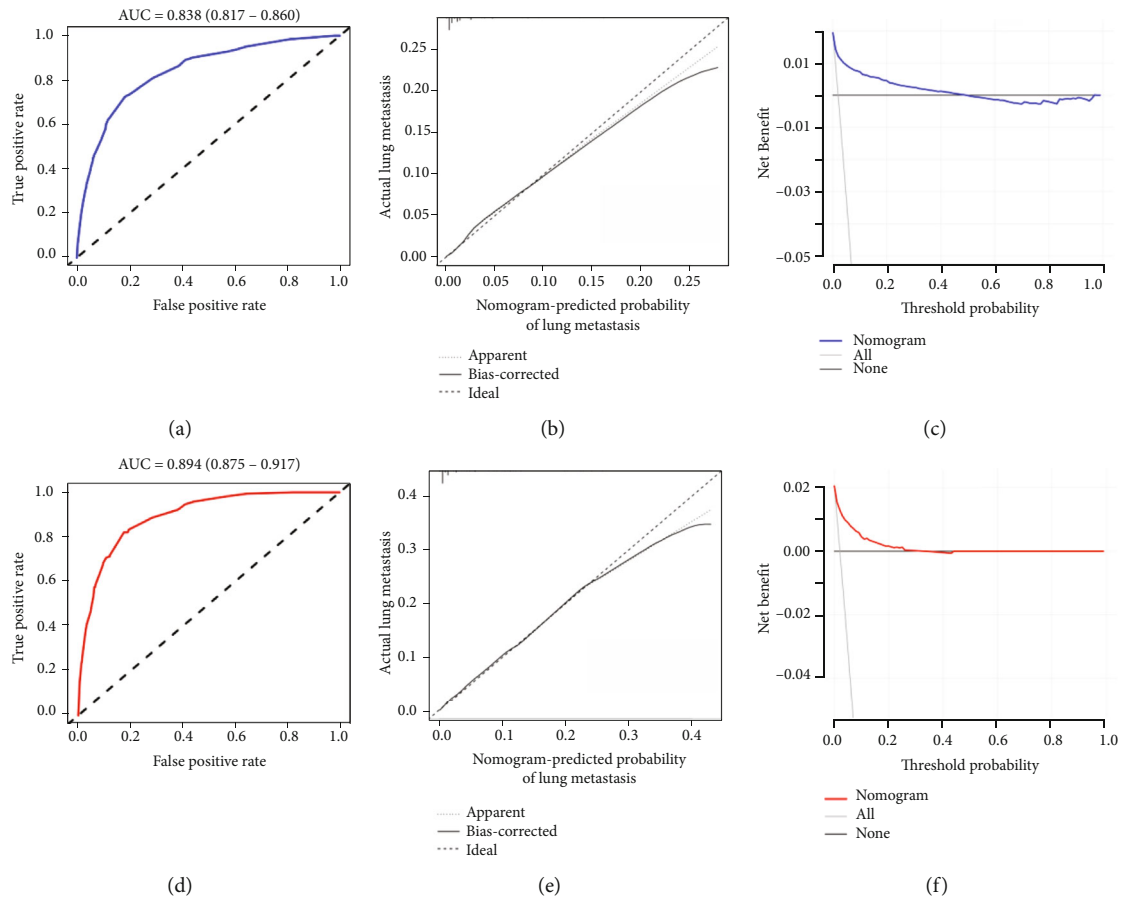 AUC = 0.838 (0.817 – 0.860)
1.0
0.8
0.6
0.4
0.2
0.0
True positive rate
0.0 0.2 0.4 0.6 0.8 1.0
False positive rate
(a)
0.25
0.20
0.15
0.10
0.05
0.00
Actual lung metastasis
0.00 0.05 0.10 0.15 0.20 0.25
Nomogram-predicted probability
of lung metastasis
Apparent
Bias-corrected
Ideal
(b)
0.01
–0.01
–0.03
–0.05
Net Benefit
0.0 0.2 0.4 0.6 0.8 1.0
Threshold probability
Nomogram
All
None
(c)
AUC = 0.894 (0.875 – 0.917)
1.0
0.8
0.6
0.4
0.2
0.0
True positive rate
0.0 0.2 0.4 0.6 0.8 1.0
False positive rate
(d)
0.4
0.3
0.2
0.1
0.0
Actual lung metastasis
0.0 0.1 0.2 0.3 0.4
Nomogram-predicted probability
of lung metastasis
Apparent
Bias-corrected
Ideal
(e)
0.02
0.00
–0.02
–0.04
Net benefit
0.0 0.2 0.4 0.6 0.8 1.0
Threshold probability
Nomogram
All
None
(f)